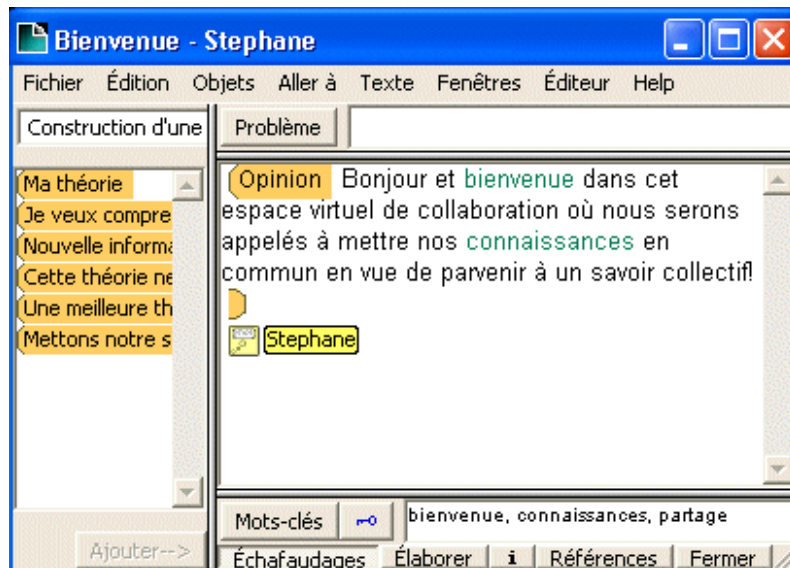 Bienvenue - Stephane
Fichier Édition Objets Aller à Texte Fenêtres Éditeur Help
Construction d'une
Problème
Ma théorie
Je veux compre
Nouvelle informa
Cette théorie ne
Une meilleure th
Mettons notre s
Ajouter-->
Opinion Bonjour et bienvenue dans cet
espace virtuel de collaboration où nous serons
appelés à mettre nos connaissances en
commun en vue de parvenir à un savoir collectif!
Stephane
Mots-clés bienvenue, connaissances, partage
Échafaudages Élaborer i Références Fermer